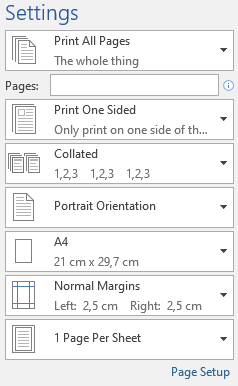 Settings
Print All Pages
The whole thing
Pages:
Print One Sided
Only print on one side of th...
Collated
1,2,3 1,2,3 1,2,3
Portrait Orientation
A4
21 cm x 29,7 cm
Normal Margins
Left: 2,5 cm Right: 2,5 cm
1 Page Per Sheet
Page Setup